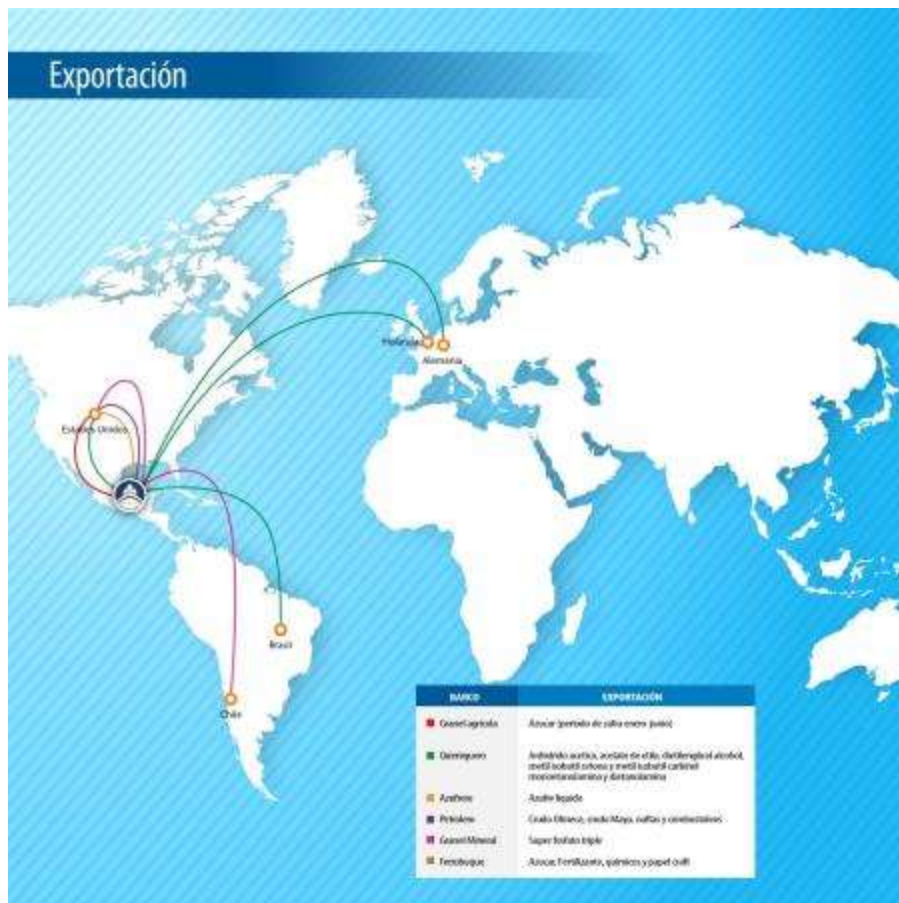 Exportación
Holanda
Alemania
Estados Unidos
Brasil
Chile
BARCO EXPORTACIÓN
Granel agrícola Azúcar (periodo de zafra enero-junio)
Quimiquero Anhídrido acético, acetato de etilo, dietilenglicol alcohol,
metil isobutil cetona y metil isobutil carbinol
monoetanolamina y dietanolamina
Azufrero Azufre líquido
Petrolero Crudo Olmeca, crudo Maya, naftas y combustóleos
Granel Mineral Super fosfato triple
Ferrobuque Azúcar, Fertilizante, químicos y papel craft